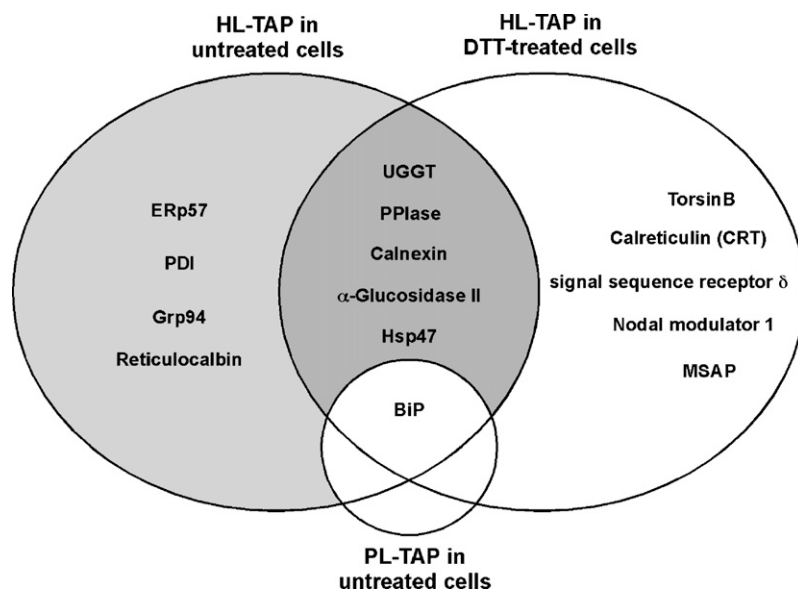 HL-TAP in
untreated cells
HL-TAP in
DTT-treated cells
ERp57
PDI
Grp94
Reticulocalbin
UGGT
PPIase
Calnexin
α-Glucosidase II
Hsp47
BiP
TorsinB
Calreticulin (CRT)
signal sequence receptor δ
Nodal modulator 1
MSAP
PL-TAP in
untreated cells